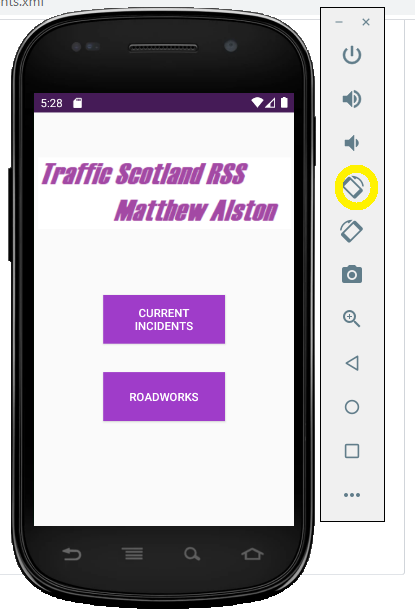 nts.xml
5:28
Traffic Scotland RSS
Matthew Alston
CURRENT
INCIDENTS
ROADWORKS